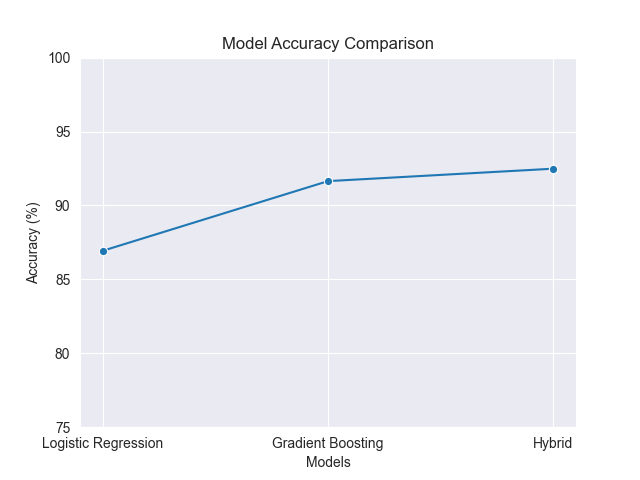 Model Accuracy Comparison
100
95
90
85
80
75
Accuracy (%)
Logistic Regression
Gradient Boosting
Hybrid
Models